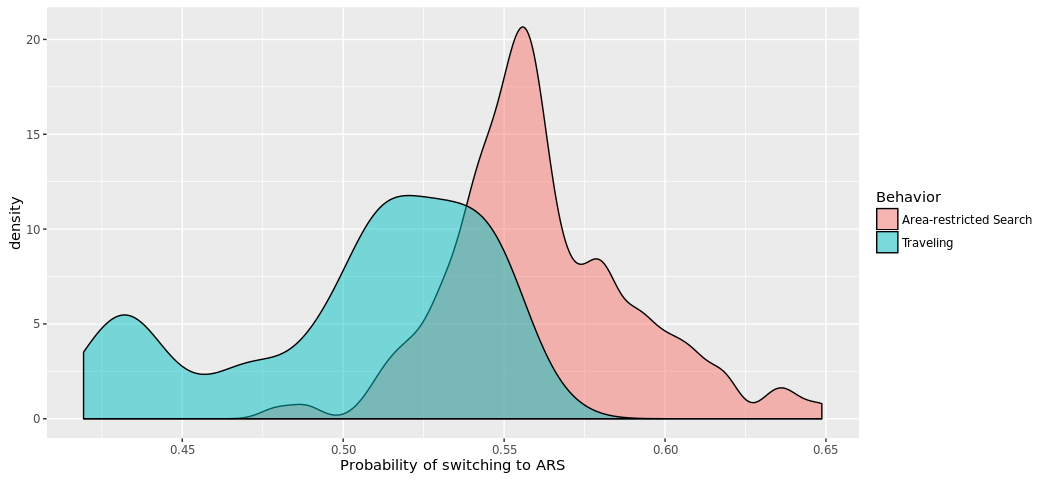 20
15
10
5
0
density
0.45 0.50 0.55 0.60 0.65
Probability of switching to ARS
Behavior
Area-restricted Search
Traveling